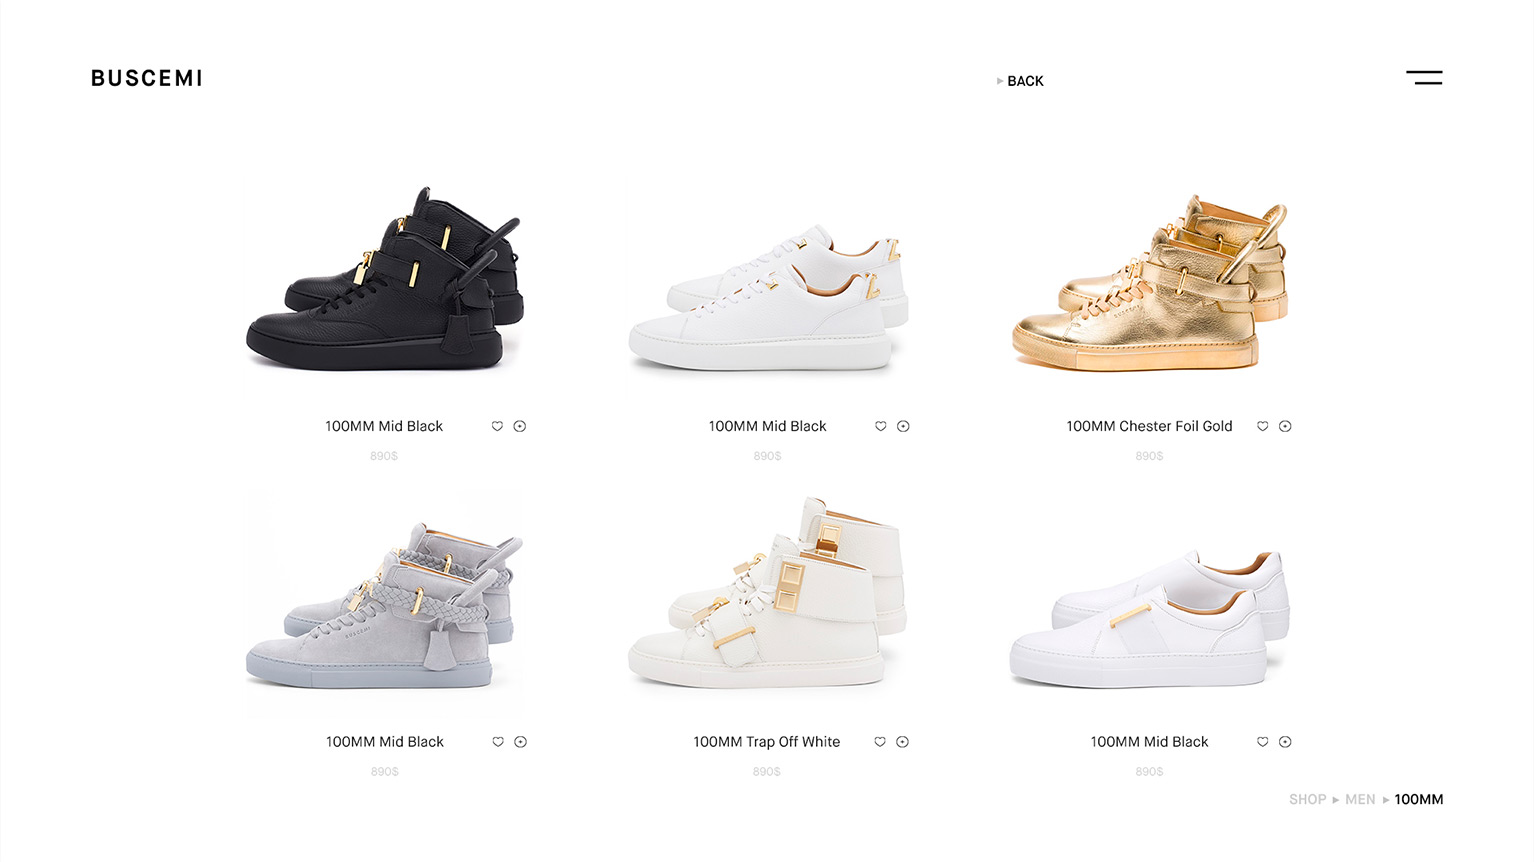 BUSCEMI
BACK
100MM Mid Black
890$
100MM Mid Black
890$
100MM Chester Foil Gold
890$
BUSCEMI
100MM Mid Black
890$
100MM Trap Off White
890$
100MM Mid Black
890$
SHOP ▸ MEN ▸ 100MM